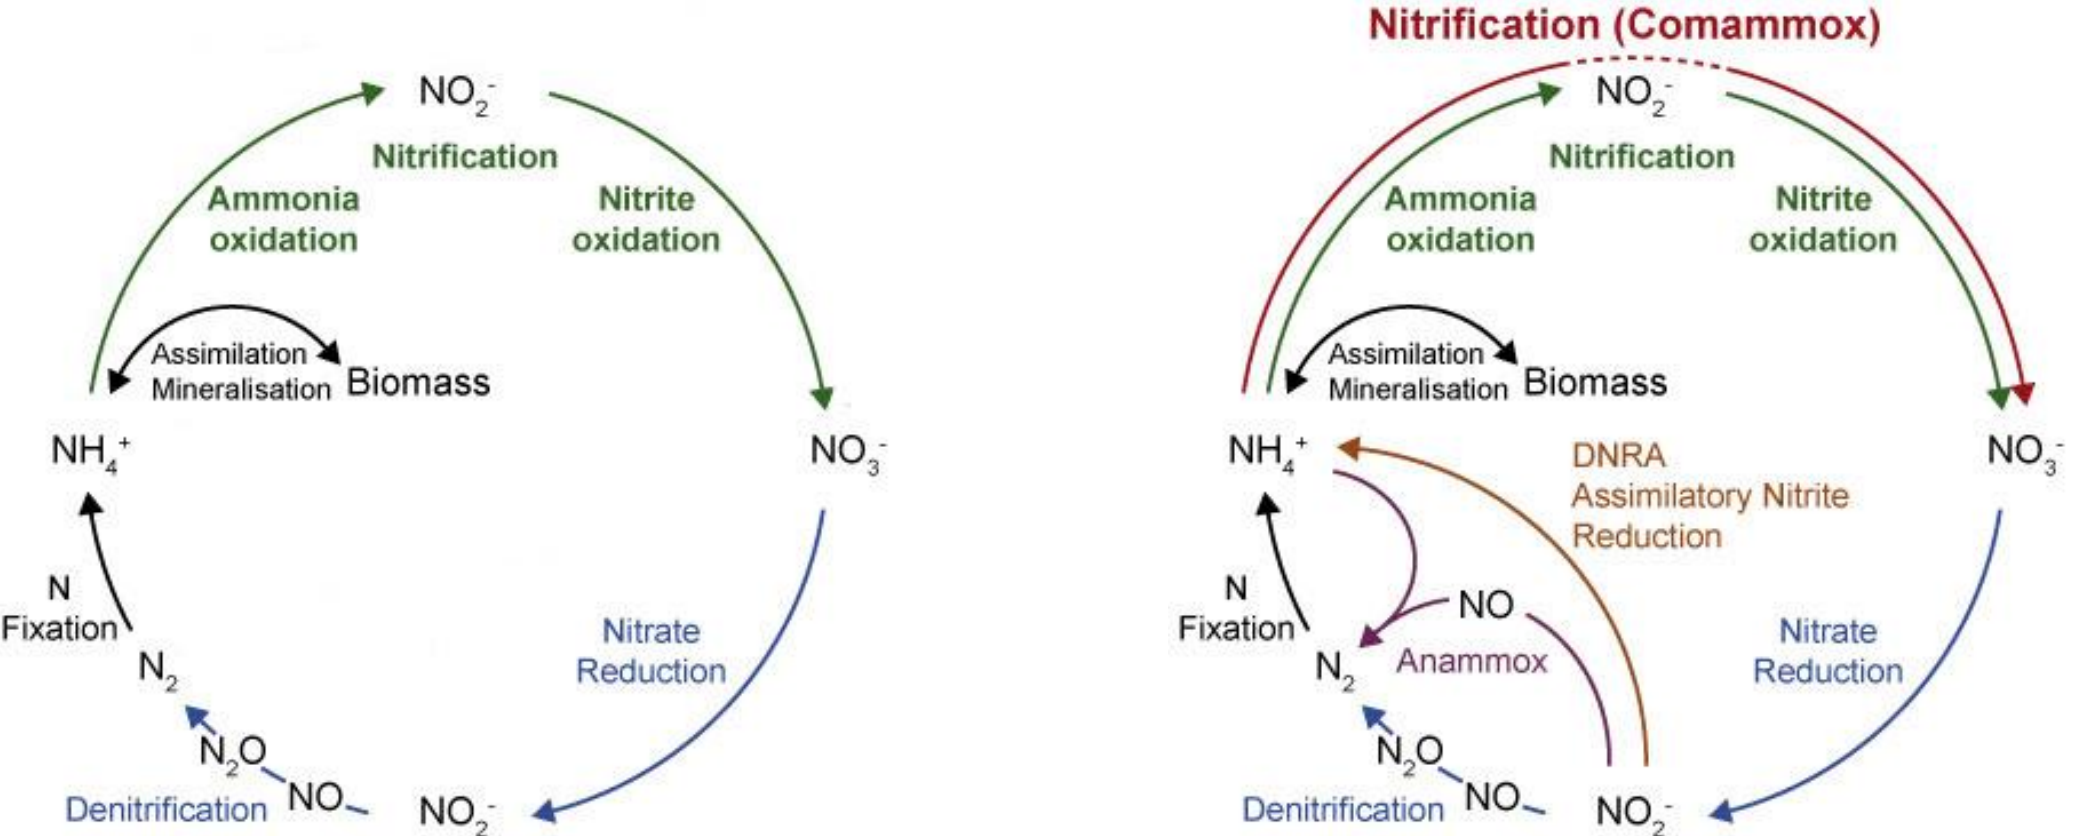 NO₂⁻
Nitrification
Ammonia
oxidation
Nitrite
oxidation
Assimilation
Mineralisation
Biomass
NH₄⁺
NO₃⁻
N
Fixation
N₂
Nitrate
Reduction
N₂O
NO
Denitrification
NO₂⁻
Nitrification (Comammox)
NO₂⁻
Nitrification
Ammonia
oxidation
Nitrite
oxidation
Assimilation
Mineralisation
Biomass
NH₄⁺
NO₃⁻
DNRA
Assimilatory Nitrite
Reduction
N
Fixation
NO
N₂
Anammox
Nitrate
Reduction
N₂O
NO
Denitrification
NO₂⁻